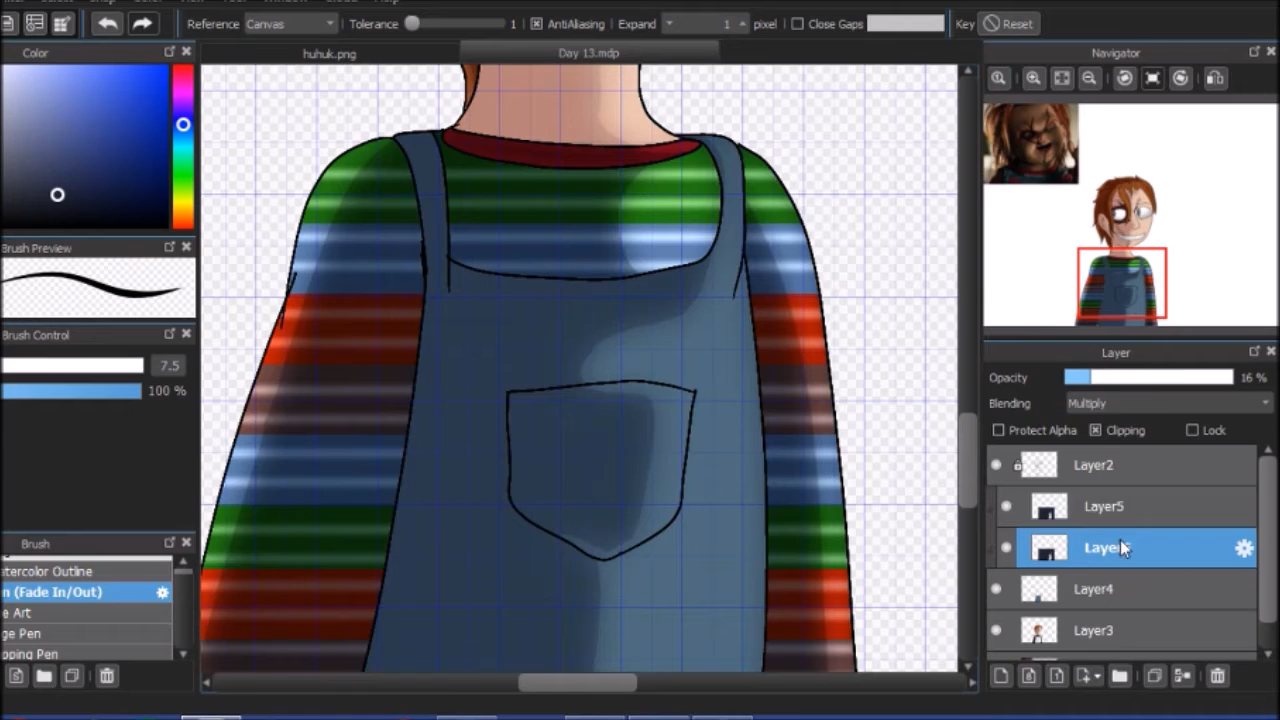 Reference Canvas Tolerance 1 AntiAliasing Expand 1 pixel Close Gaps Key Reset
Color
huhuk.png
Day 13.mdp
Navigator
Brush Preview
Brush Control
7.5
100 %
Layer
Opacity 16 %
Blending Multiply
Protect Alpha Clipping Lock
Layer2
Layer5
Layer4
Layer3
Brush
atercolor Outline
n (Fade In/Out)
e Art
ge Pen
pping Pen